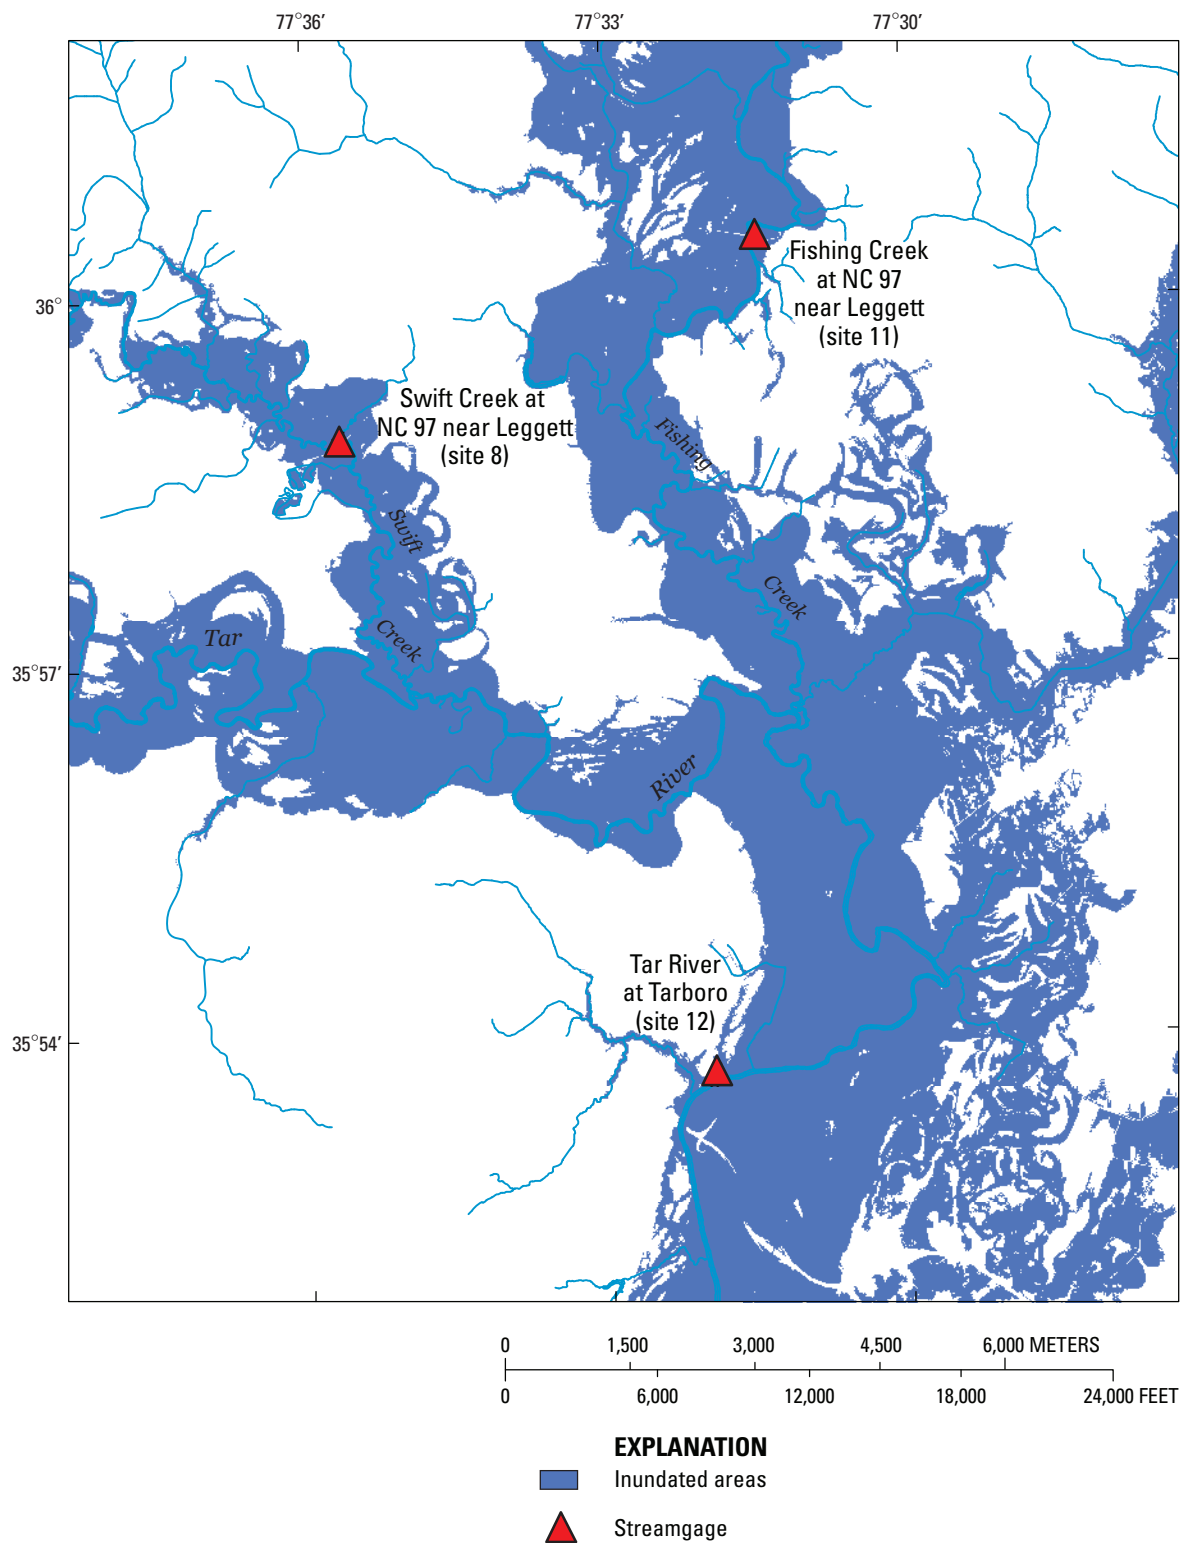 77°36′ 77°33′ 77°30′
36°
35°57′
35°54′
Fishing Creek
at NC 97
near Leggett
(site 11)
Swift Creek at
NC 97 near Leggett
(site 8)
Fishing
Creek
Swift
Creek
Tar
River
Tar River
at Tarboro
(site 12)
0 1,500 3,000 4,500 6,000 METERS
0 6,000 12,000 18,000 24,000 FEET
EXPLANATION
Inundated areas
Streamgage